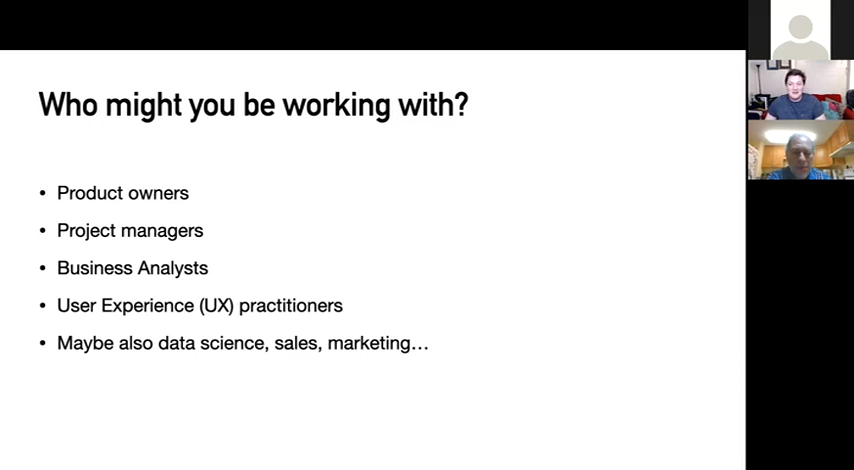 Who might you be working with?
• Product owners
• Project managers
• Business Analysts
• User Experience (UX) practitioners
• Maybe also data science, sales, marketing…